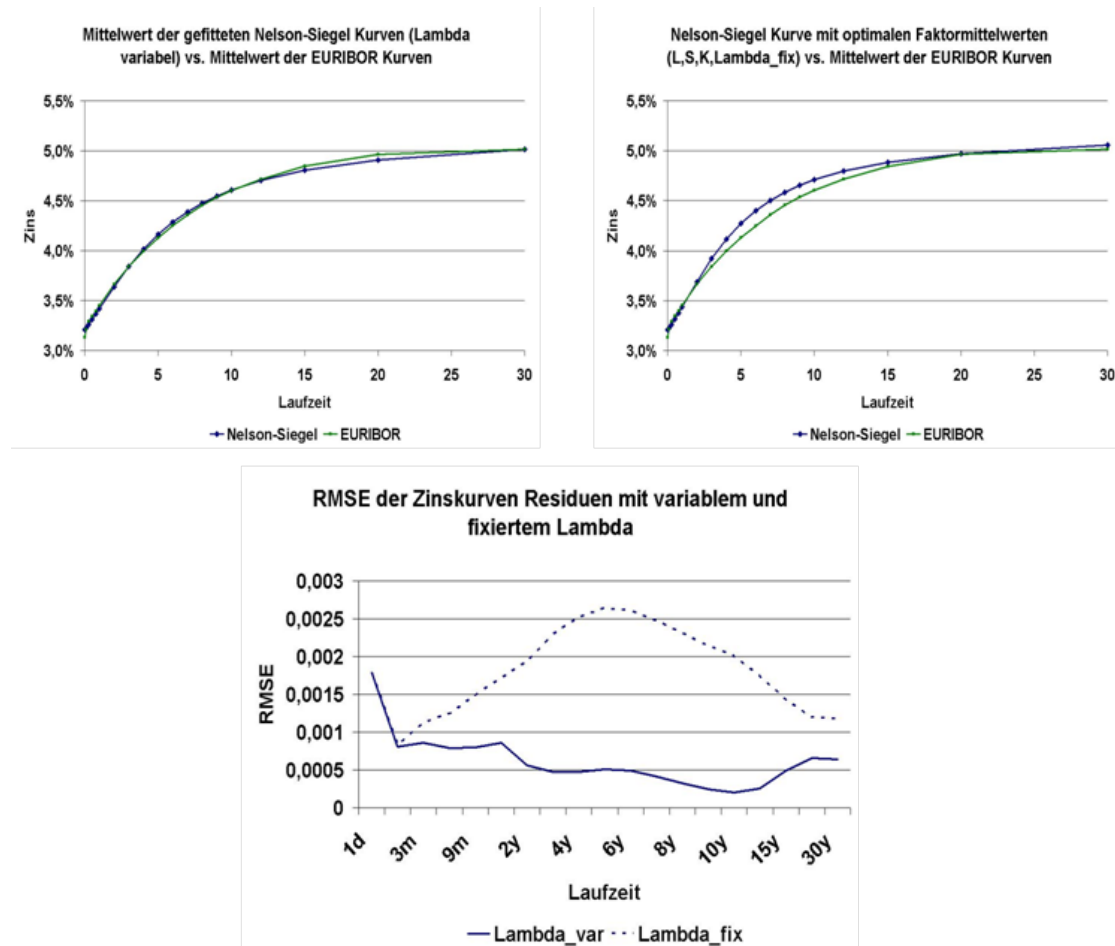 Mittelwert der gefitteten Nelson-Siegel Kurven (Lambda
variabel) vs. Mittelwert der EURIBOR Kurven
5,5%
5,0%
4,5%
4,0%
3,5%
3,0%
Zins
0 5 10 15 20 25 30
Laufzeit
Nelson-Siegel EURIBOR
Nelson-Siegel Kurve mit optimalen Faktormittelwerten
(L,S,K,Lambda_fix) vs. Mittelwert der EURIBOR Kurven
5,5%
5,0%
4,5%
4,0%
3,5%
3,0%
Zins
0 5 10 15 20 25 30
Laufzeit
Nelson-Siegel EURIBOR
RMSE der Zinskurven Residuen mit variablem und
fixiertem Lambda
0,003
0,0025
0,002
0,0015
0,001
0,0005
0
RMSE
1d 3m 9m 2y 4y 6y 8y 10y 15y 30y
Laufzeit
Lambda_var Lambda_fix